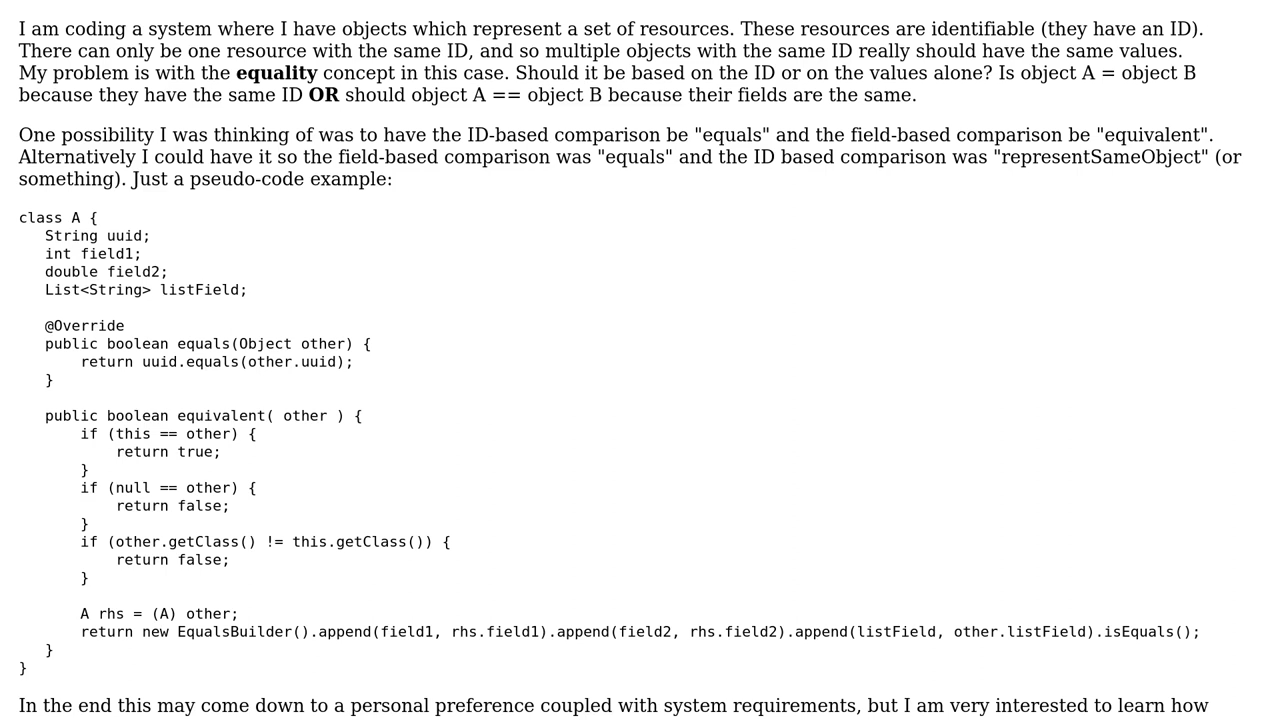 I am coding a system where I have objects which represent a set of resources. These resources are identifiable (they have an ID).
There can only be one resource with the same ID, and so multiple objects with the same ID really should have the same values.
My problem is with the equality concept in this case. Should it be based on the ID or on the values alone? Is object A = object B
because they have the same ID OR should object A == object B because their fields are the same.
One possibility I was thinking of was to have the ID-based comparison be "equals" and the field-based comparison be "equivalent".
Alternatively I could have it so the field-based comparison was "equals" and the ID based comparison was "representSameObject" (or
something). Just a pseudo-code example:
class A {
   String uuid;
   int field1;
   double field2;
   List<String> listField;

   @Override
   public boolean equals(Object other) {
       return uuid.equals(other.uuid);
   }

   public boolean equivalent( other ) {
       if (this == other) {
           return true;
       }
       if (null == other) {
           return false;
       }
       if (other.getClass() != this.getClass()) {
           return false;
       }

       A rhs = (A) other;
       return new EqualsBuilder().append(field1, rhs.field1).append(field2, rhs.field2).append(listField, other.listField).isEquals();
   }
}
In the end this may come down to a personal preference coupled with system requirements, but I am very interested to learn how